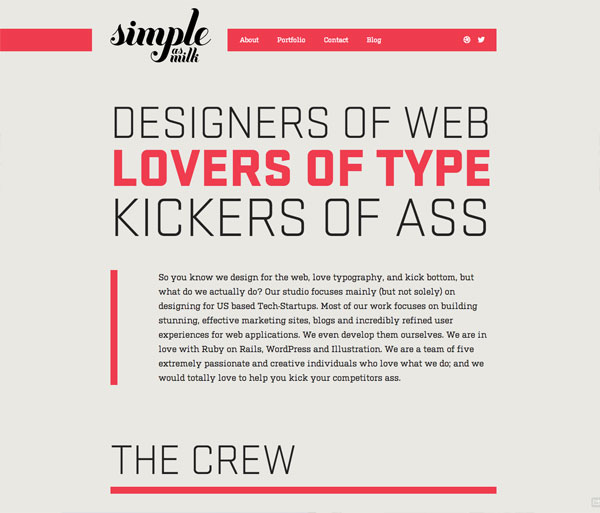 simple
as
milk
About Portfolio Contact Blog
DESIGNERS OF WEB
LOVERS OF TYPE
KICKERS OF ASS
So you know we design for the web, love typography, and kick bottom, but
what do we actually do? Our studio focuses mainly (but not solely) on
designing for US based Tech-Startups. Most of our work focuses on building
stunning, effective marketing sites, blogs and incredibly refined user
experiences for web applications. We even develop them ourselves. We are in
love with Ruby on Rails, WordPress and Illustration. We are a team of five
extremely passionate and creative individuals who love what we do; and we
would totally love to help you kick your competitors ass.
THE CREW